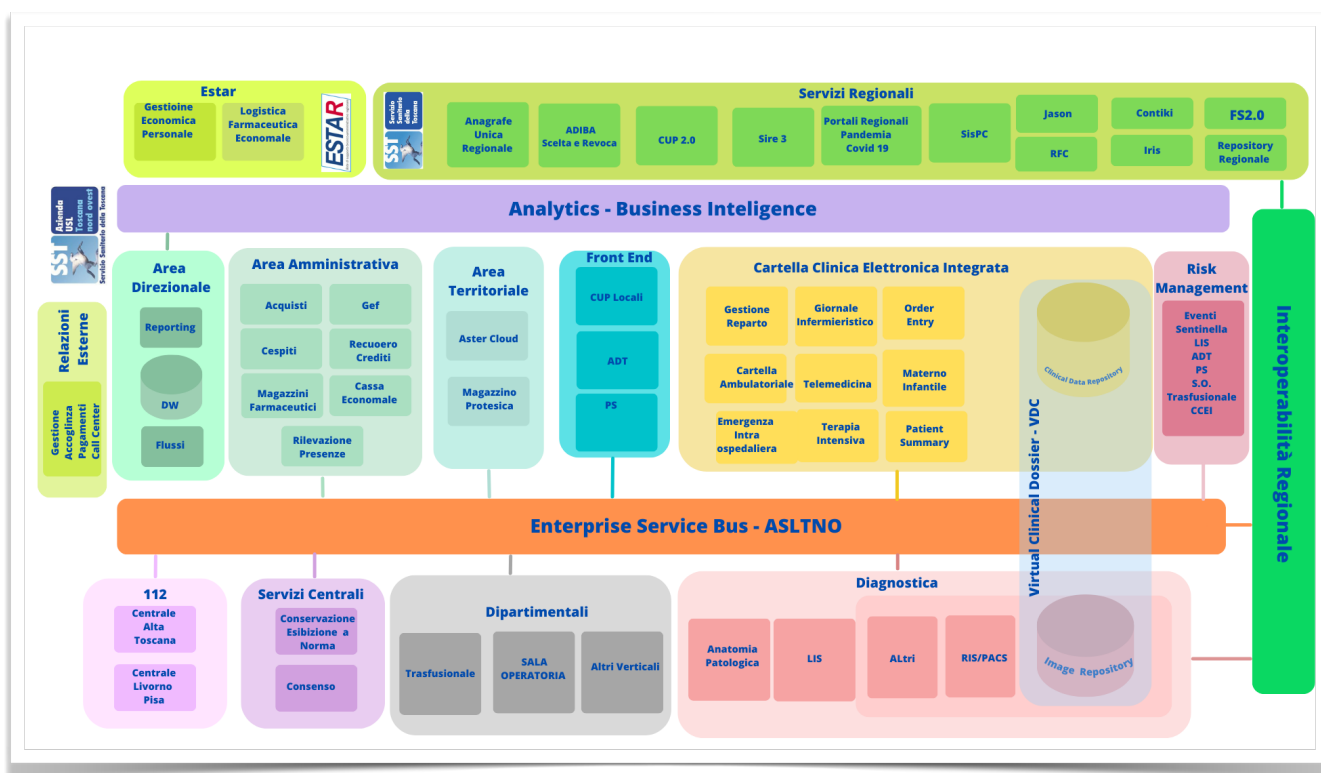 Estar
Gestioine
Economica
Personale
Logistica
Farmaceutica
Economale
ESTAR
Servizi Regionali
Servizio
Sanitario
della
Toscana
SST
Anagrafe
Unica
Regionale
ADIBA
Scelta e Revoca
CUP 2.0
Sire 3
Portali Regionali
Pandemia
Covid 19
SisPC
Jason
RFC
Contiki
Iris
FS2.0
Repository
Regionale
Azienda
USL
Toscana
nord ovest
SST
Servizio Sanitario della Toscana
Analytics - Business Inteligence
Relazioni
Esterne
Gestione
Accoglinza
Pagamenti
Call Center
Area
Direzionale
Reporting
DW
Flussi
Area Amministrativa
Acquisti
Gef
Cespiti
Recuoero
Crediti
Magazzini
Farmaceutici
Cassa
Economale
Rilevazione
Presenze
Area
Territoriale
Aster Cloud
Magazzino
Protesica
Front End
CUP Locali
ADT
PS
Cartella Clinica Elettronica Integrata
Gestione
Reparto
Giornale
Infermieristico
Order
Entry
Cartella
Ambulatoriale
Telemedicina
Materno
Infantile
Emergenza
Intra
ospedaliera
Terapia
Intensiva
Patient
Summary
Clinical Data Repository
Virtual Clinical Dossier - VDC
Risk
Management
Eventi
Sentinella
LIS
ADT
PS
S.O.
Trasfusionale
CCEI
Interoperabilità Regionale
Enterprise Service Bus - ASLTNO
112
Centrale
Alta
Toscana
Centrale
Livorno
Pisa
Servizi Centrali
Conservazione
Esibizione a
Norma
Consenso
Dipartimentali
Trasfusionale
SALA
OPERATORIA
Altri Verticali
Diagnostica
Anatomia
Patologica
LIS
ALtri
RIS/PACS
Image Repository